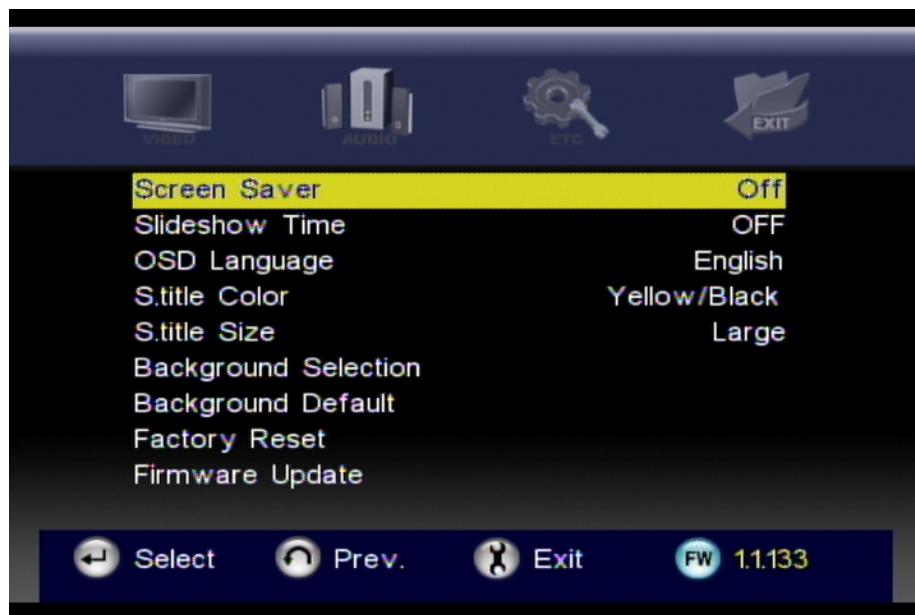 VIDEO AUDIO ETC EXIT
Screen Saver Off
Slideshow Time OFF
OSD Language English
S.title Color Yellow/Black
S.title Size Large
Background Selection
Background Default
Factory Reset
Firmware Update
Select Prev. Exit FW 1.1.133